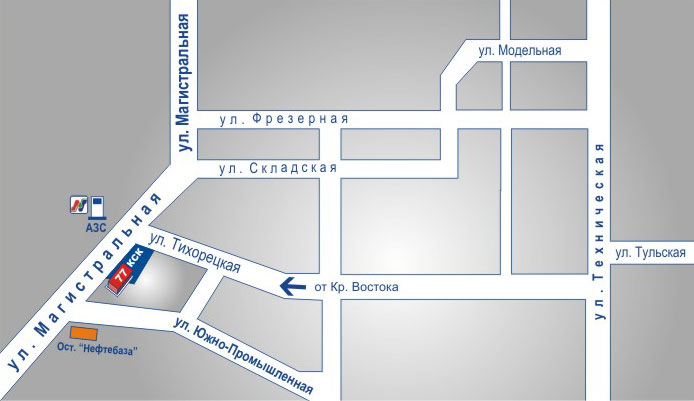 ул. Магистральная
ул. Модельная
ул. Фрезерная
ул. Складская
ул. Техническая
АЗС
ул. Магистральная
ул. Тихорецкая
ул. Тульская
77 КСК
от Кр. Востока
ул. Южно-Промышленная
Ост. "Нефтебаза"